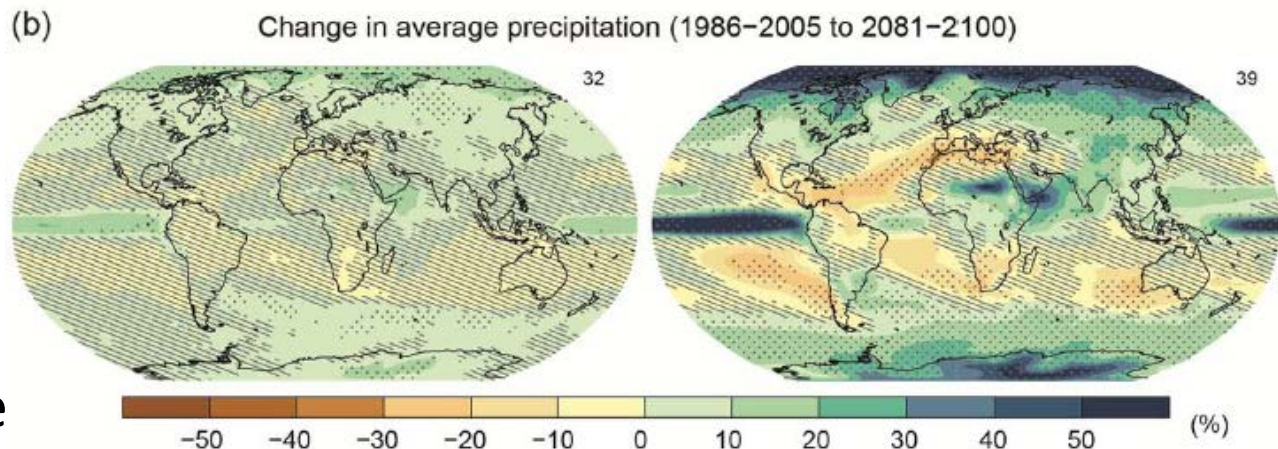 (b) Change in average precipitation (1986−2005 to 2081−2100)
32
39
e
−50 −40 −30 −20 −10 0 10 20 30 40 50 (%)